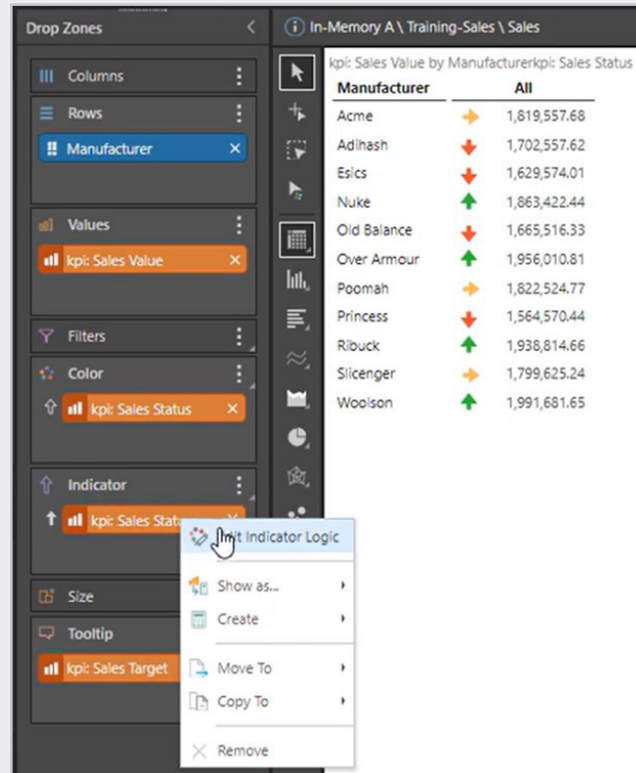 Drop Zones
Columns
Rows
Manufacturer
Values
kpi: Sales Value
Filters
Color
kpi: Sales Status
Indicator
kpi: Sales Stat
Size
Tooltip
kpi: Sales Target
Indicator Logic
Show as...
Create
Move To
Copy To
Remove
In-Memory A \ Training-Sales \ Sales
kpi: Sales Value by Manufacturerkpi: Sales Status
Manufacturer All
Acme 1,819,557.68
Adihash 1,702,557.62
Esics 1,629,574.01
Nuke 1,863,422.44
Old Balance 1,665,516.33
Over Armour 1,956,010.81
Poomah 1,822,524.77
Princess 1,564,570.44
Ribuck 1,938,814.66
Slicenger 1,799,625.24
Woolson 1,991,681.65